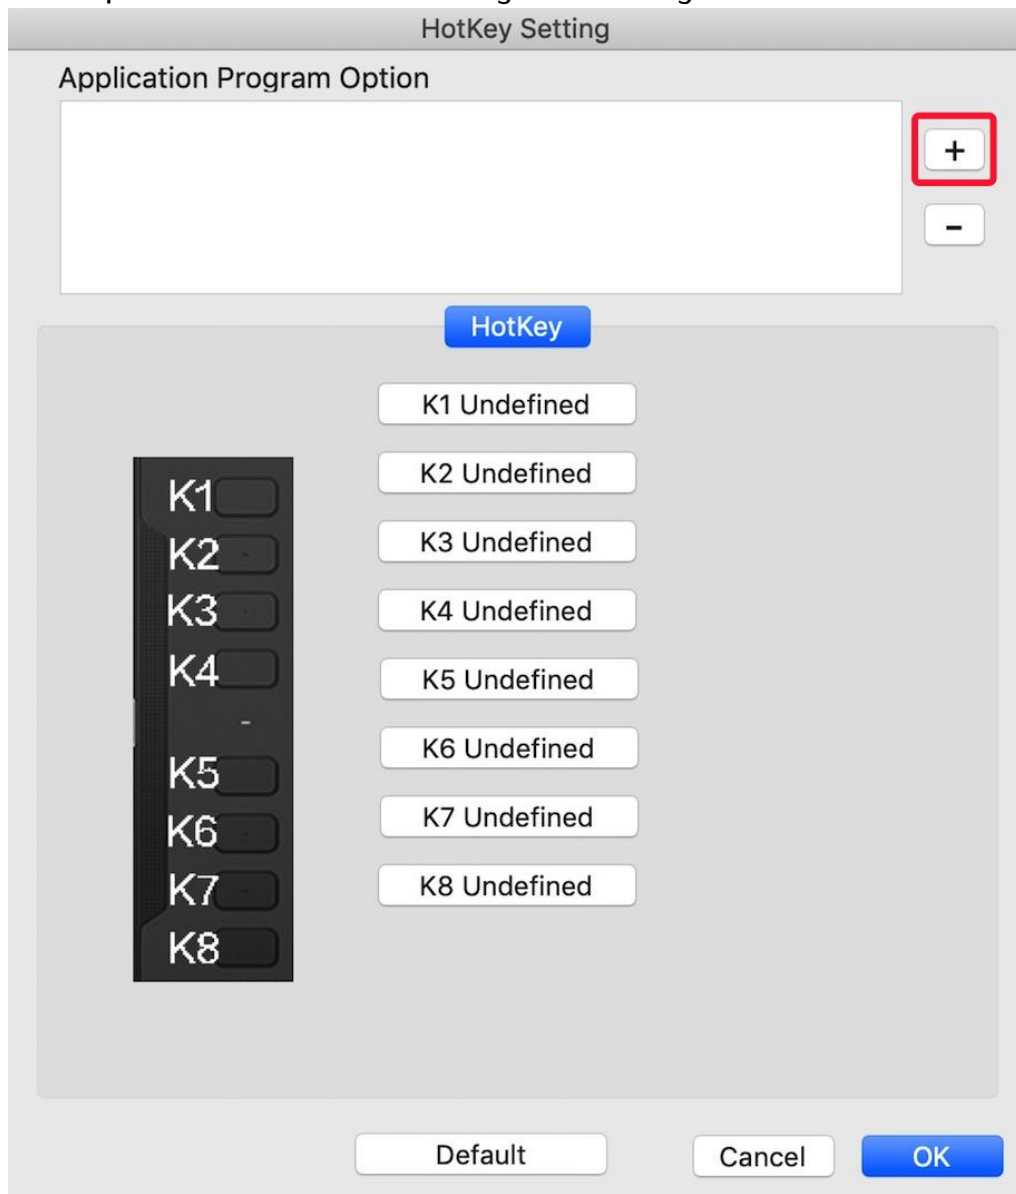 HotKey Setting
Application Program Option
+
-
HotKey
K1 Undefined
K2 Undefined
K3 Undefined
K4 Undefined
K5 Undefined
K6 Undefined
K7 Undefined
K8 Undefined
K1
K2
K3
K4
K5
K6
K7
K8
Default
Cancel
OK